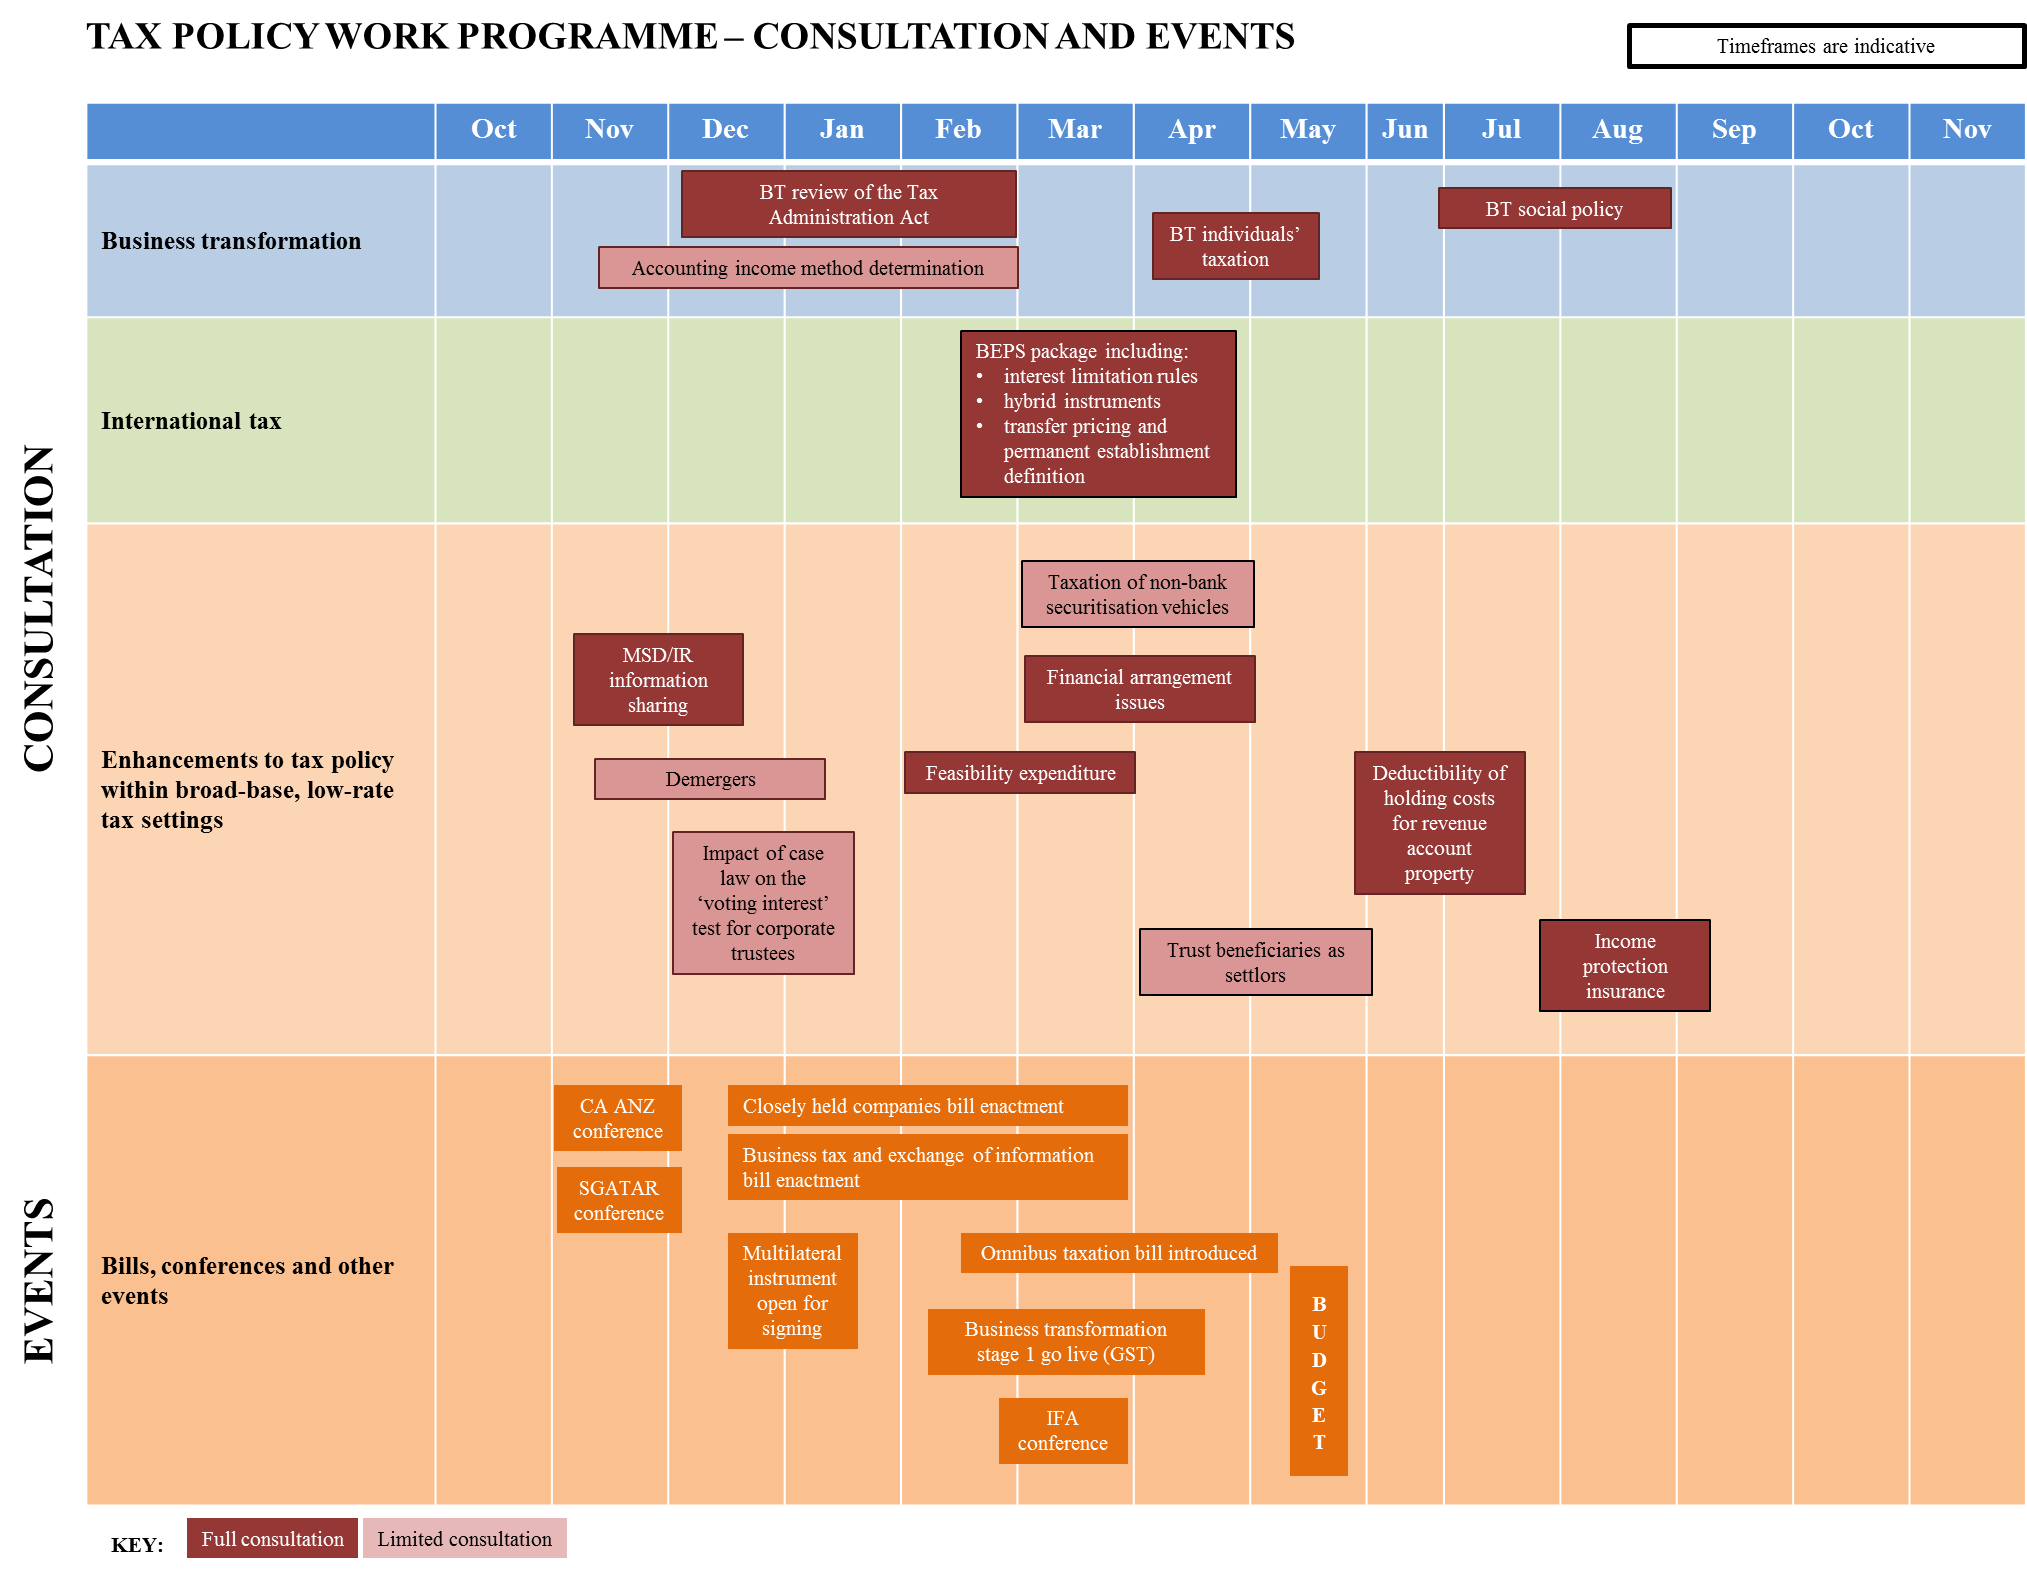 TAX POLICY WORK PROGRAMME – CONSULTATION AND EVENTS
Timeframes are indicative
Oct Nov Dec Jan Feb Mar Apr May Jun Jul Aug Sep Oct Nov
CONSULTATION
Business transformation
BT review of the Tax
Administration Act
Accounting income method determination
BT individuals’
taxation
BT social policy
International tax
BEPS package including:
• interest limitation rules
• hybrid instruments
• transfer pricing and
permanent establishment
definition
Enhancements to tax policy
within broad-base, low-rate
tax settings
Taxation of non-bank
securitisation vehicles
MSD/IR
information
sharing
Financial arrangement
issues
Demergers
Feasibility expenditure
Deductibility of
holding costs
for revenue
account
property
Impact of case
law on the
‘voting interest’
test for corporate
trustees
Trust beneficiaries as
settlors
Income
protection
insurance
EVENTS
Bills, conferences and other
events
CA ANZ
conference
Closely held companies bill enactment
Business tax and exchange of information
bill enactment
SGATAR
conference
Multilateral
instrument
open for
signing
Omnibus taxation bill introduced
Business transformation
stage 1 go live (GST)
IFA
conference
B
U
D
G
E
T
KEY:
Full consultation
Limited consultation